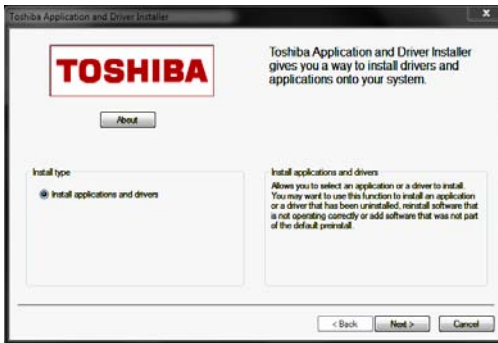 Toshiba Application and Driver Installer
x
TOSHIBA
Toshiba Application and Driver Installer
gives you a way to install drivers and
applications onto your system.
About
Install type
Install applications and drivers
Install applications and drivers
Allows you to select an application or a driver to install.
You may want to use this function to install an application
or a driver that has been uninstalled, reinstall software that
is not operating correctly or add software that was not part
of the default preinstall.
< Back
Next >
Cancel